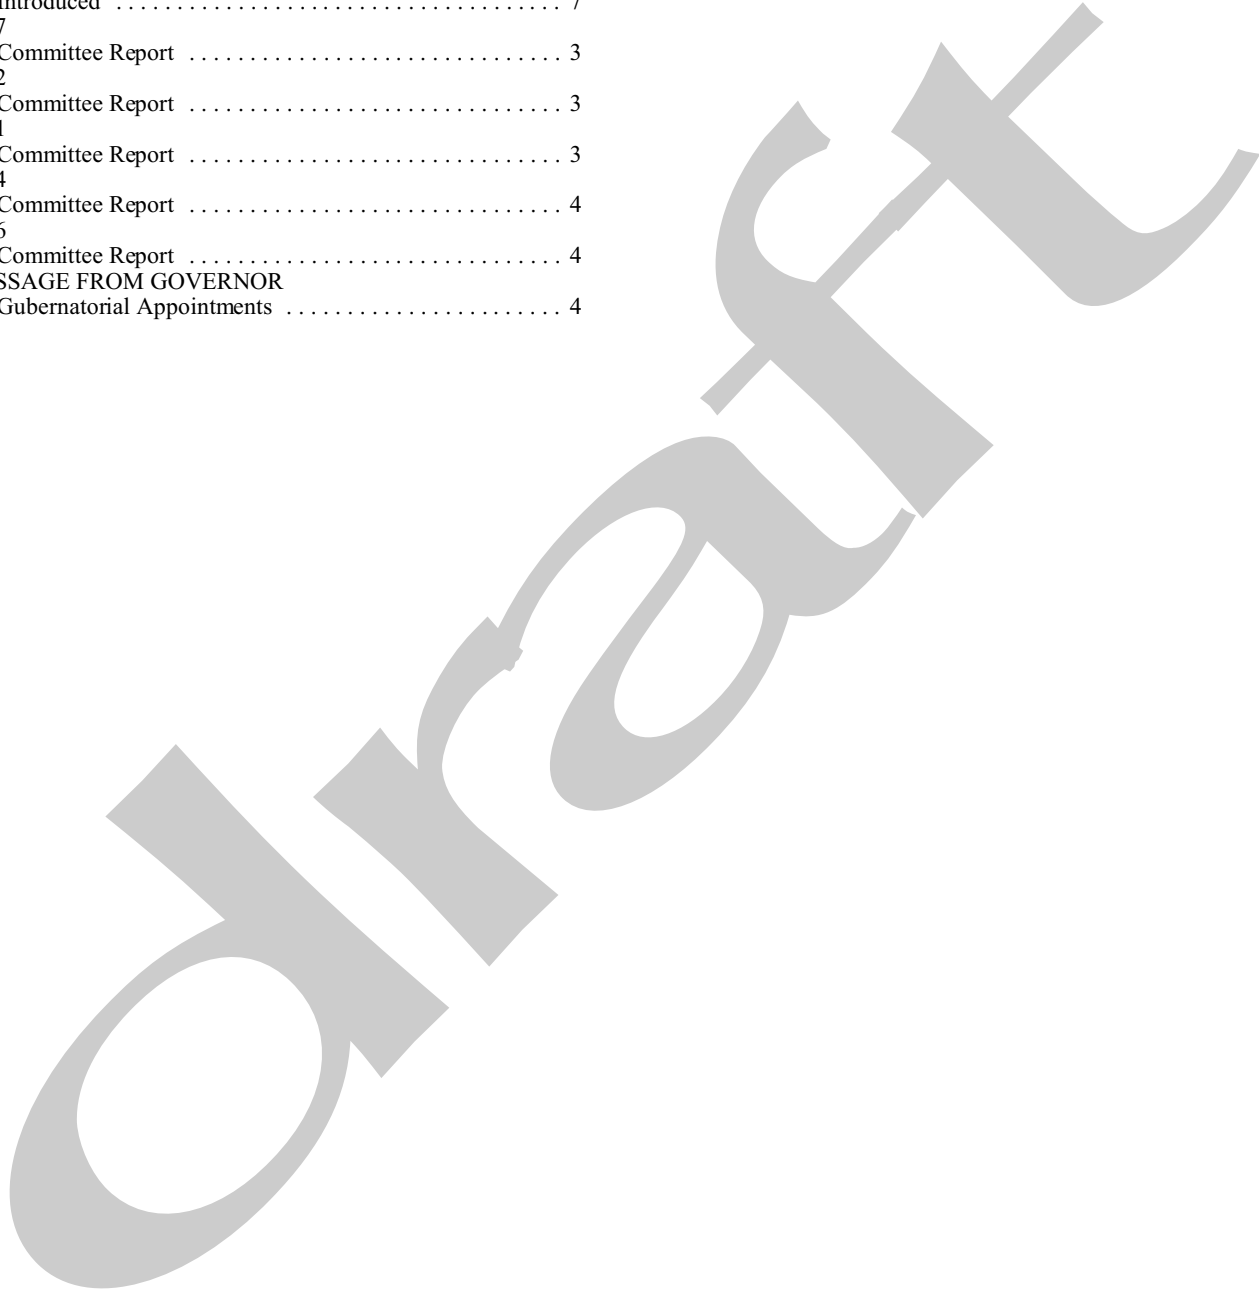 Introduced . . . . . . . . . . . . . . . . . . . . . . . . . . . . . . . . . . . . . 7
7
Committee Report . . . . . . . . . . . . . . . . . . . . . . . . . . . . . . . 3
2
Committee Report . . . . . . . . . . . . . . . . . . . . . . . . . . . . . . . 3
1
Committee Report . . . . . . . . . . . . . . . . . . . . . . . . . . . . . . . 3
4
Committee Report . . . . . . . . . . . . . . . . . . . . . . . . . . . . . . . 4
6
Committee Report . . . . . . . . . . . . . . . . . . . . . . . . . . . . . . . 4
SSAGE FROM GOVERNOR
Gubernatorial Appointments . . . . . . . . . . . . . . . . . . . . . . . 4
draft